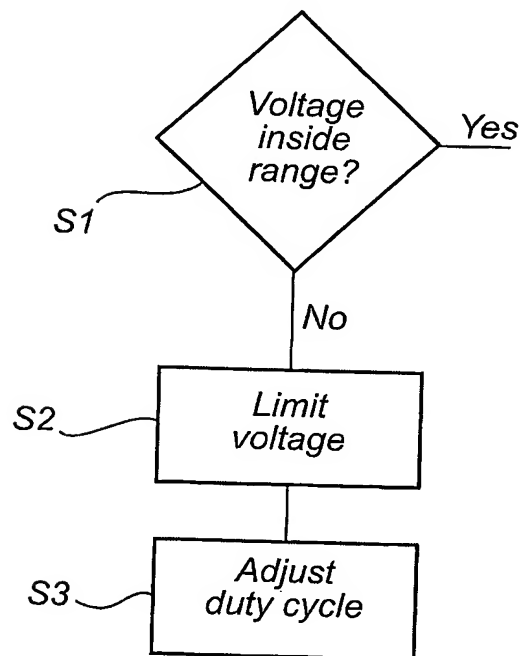 Voltage
inside
range?
Yes
S1
No
S2
Limit
voltage
S3
Adjust
duty cycle